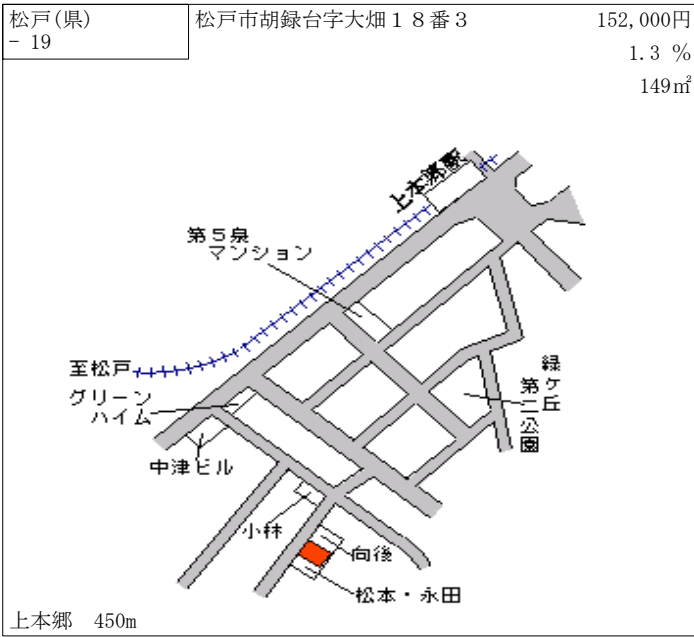 松戸(県)
- 19
松戸市胡録台字大畑１８番３
152,000円
1.3 %
149㎡
上本郷駅
第５泉
マンション
至松戸
グリーン
ハイム
中津ビル
緑ヶ丘
第二公園
小林
向後
松本・永田
上本郷　450m